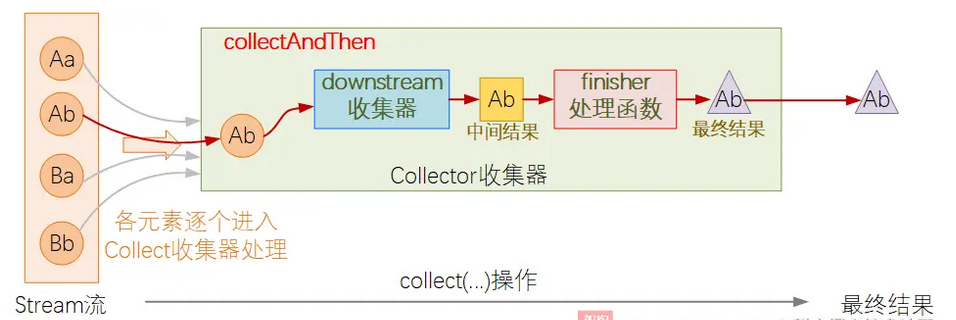 collectAndThen
Aa
Ab
Ba
Bb
Ab
downstream
收集器
Ab
中间结果
finisher
处理函数
Ab
最终结果
Ab
Collector收集器
各元素逐个进入
Collect收集器处理
collect(...)操作
Stream流
最终结果